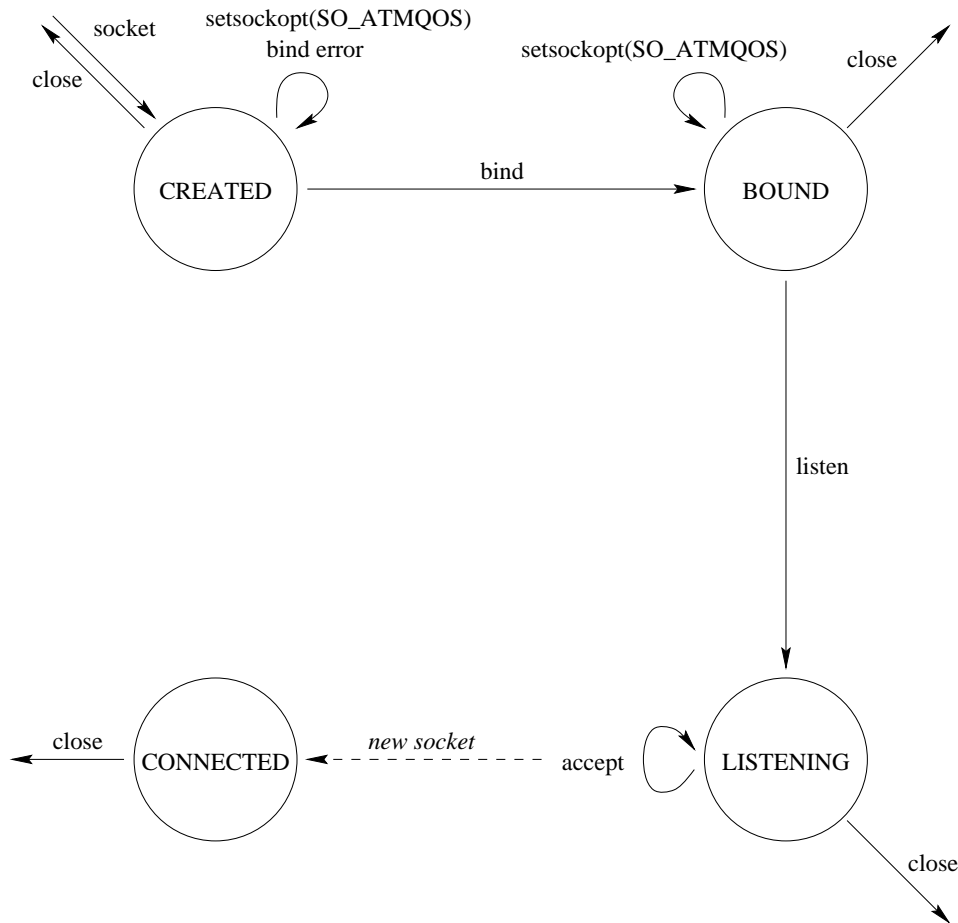 socket
close
setsockopt(SO_ATMQOS)
bind error
setsockopt(SO_ATMQOS)
close
CREATED
bind
BOUND
listen
close
CONNECTED
new socket
accept
LISTENING
close